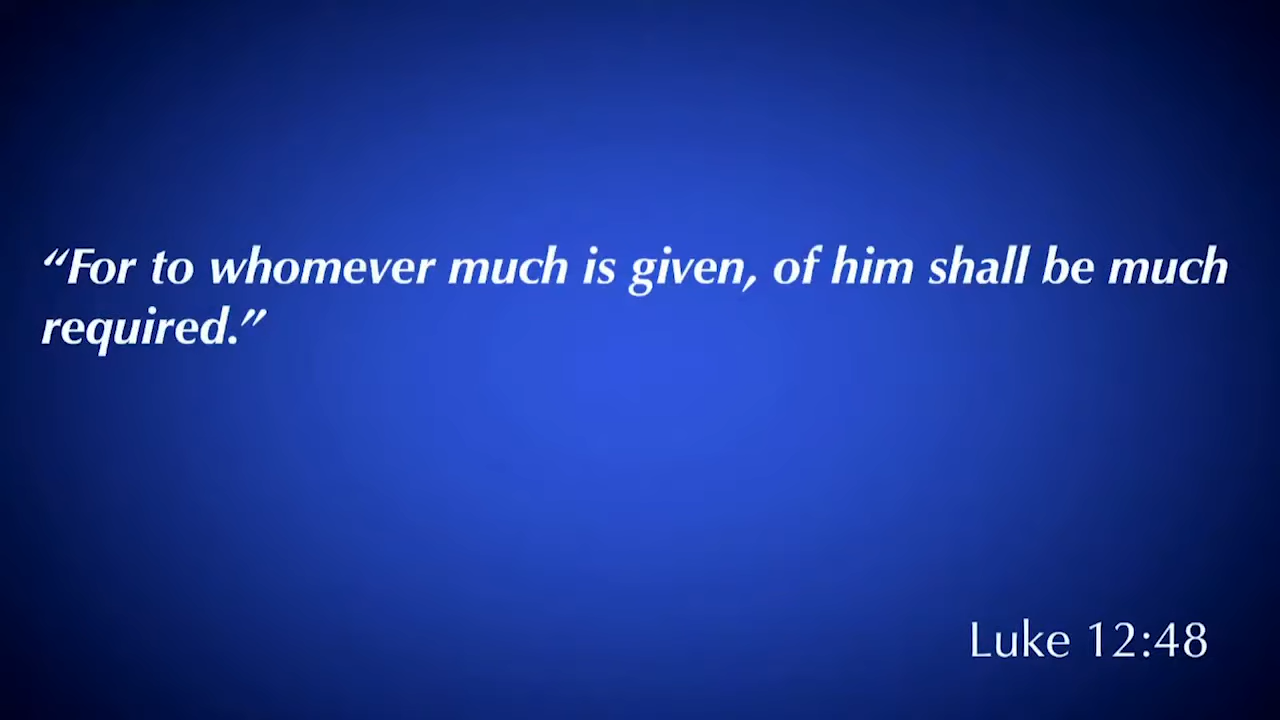 “For to whomever much is given, of him shall be much
required.”
Luke 12:48